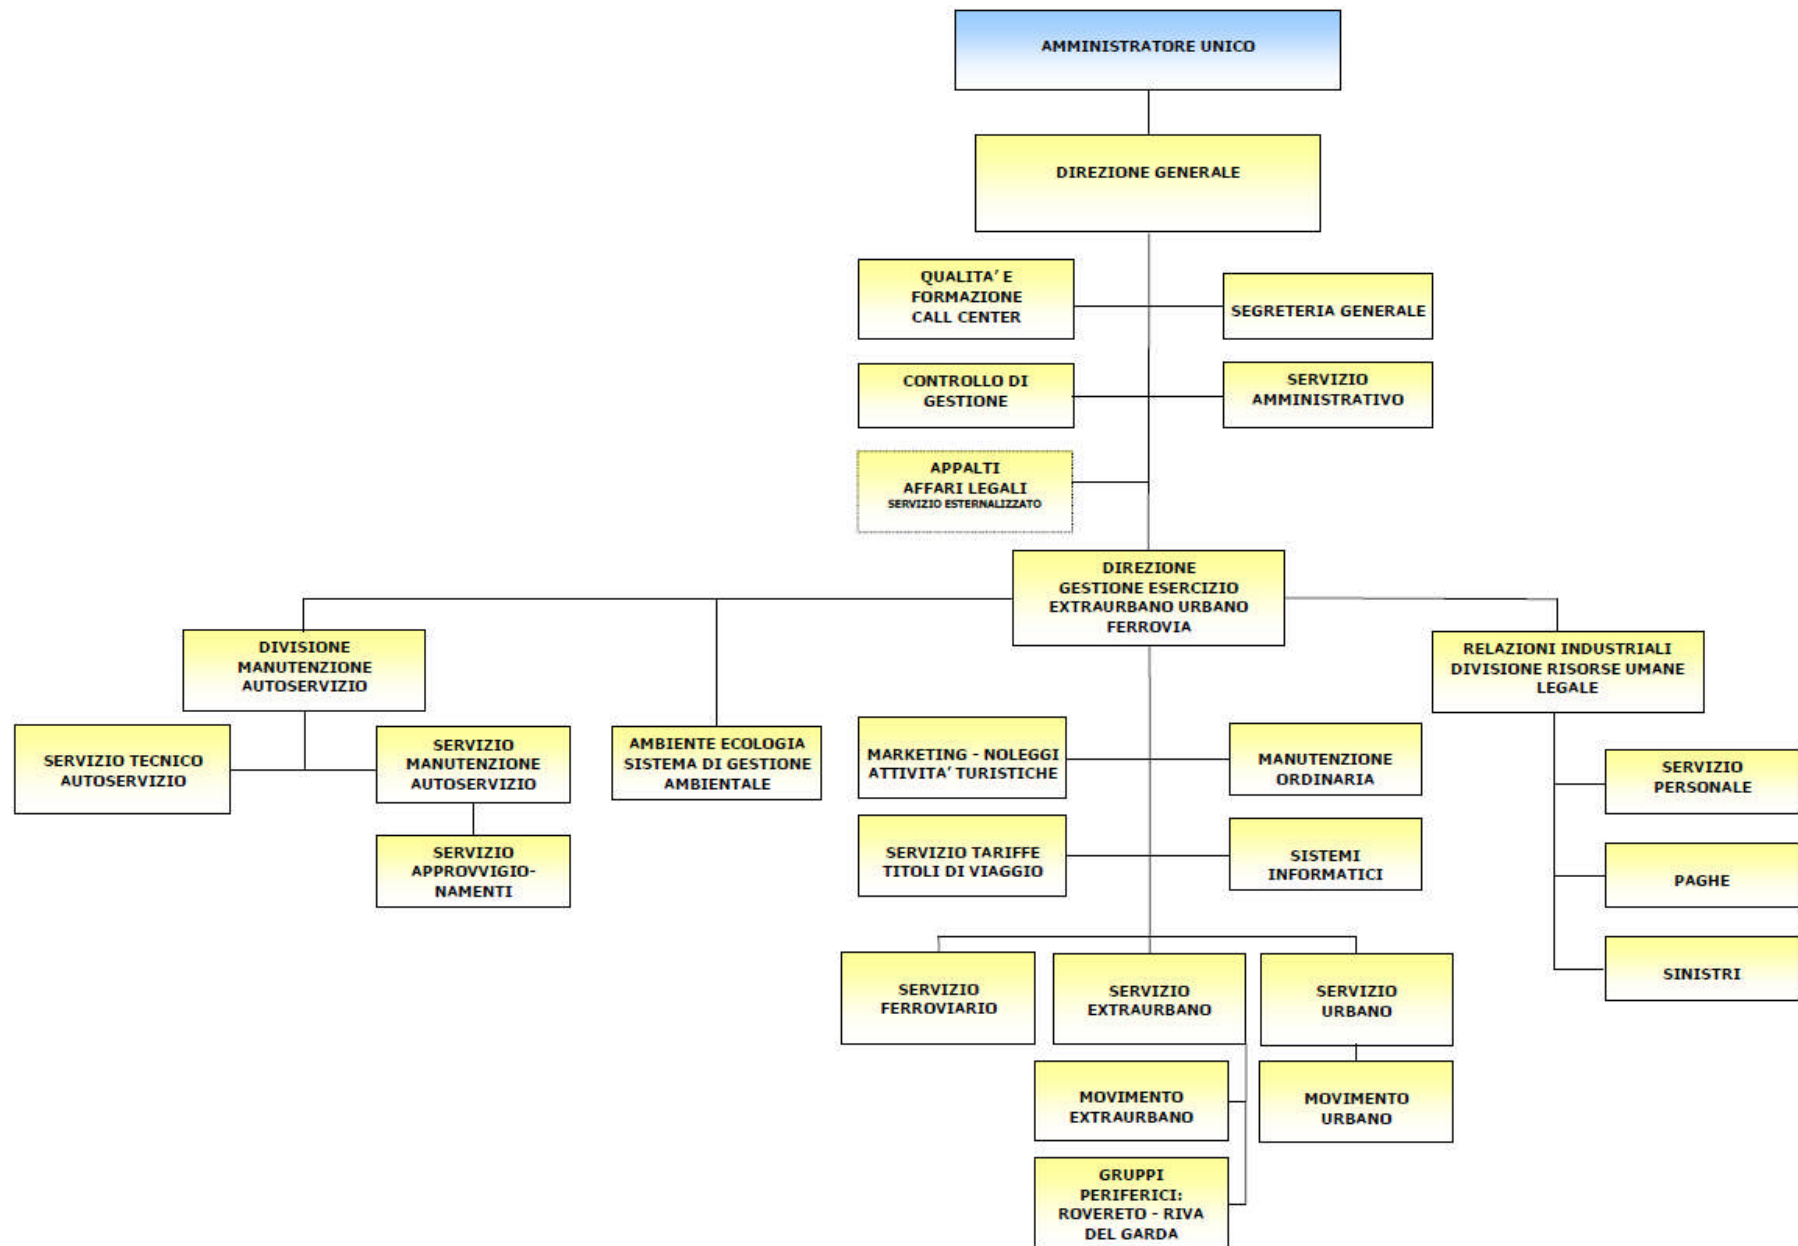 AMMINISTRATORE UNICO
DIREZIONE GENERALE
QUALITA' E
FORMAZIONE
CALL CENTER
SEGRETERIA GENERALE
CONTROLLO DI
GESTIONE
SERVIZIO
AMMINISTRATIVO
APPALTI
AFFARI LEGALI
SERVIZIO ESTERNALIZZATO
DIREZIONE
GESTIONE ESERCIZIO
EXTRAURBANO URBANO
FERROVIA
DIVISIONE
MANUTENZIONE
AUTOSERVIZIO
RELAZIONI INDUSTRIALI
DIVISIONE RISORSE UMANE
LEGALE
SERVIZIO TECNICO
AUTOSERVIZIO
SERVIZIO
MANUTENZIONE
AUTOSERVIZIO
AMBIENTE ECOLOGIA
SISTEMA DI GESTIONE
AMBIENTALE
MARKETING - NOLEGGI
ATTIVITA' TURISTICHE
MANUTENZIONE
ORDINARIA
SERVIZIO
PERSONALE
SERVIZIO
APPROVVIGIO-
NAMENTI
SERVIZIO TARIFFE
TITOLI DI VIAGGIO
SISTEMI
INFORMATICI
PAGHE
SERVIZIO
FERROVIARIO
SERVIZIO
EXTRAURBANO
SERVIZIO
URBANO
SINISTRI
MOVIMENTO
EXTRAURBANO
MOVIMENTO
URBANO
GRUPPI
PERIFERICI:
ROVERETO - RIVA
DEL GARDA